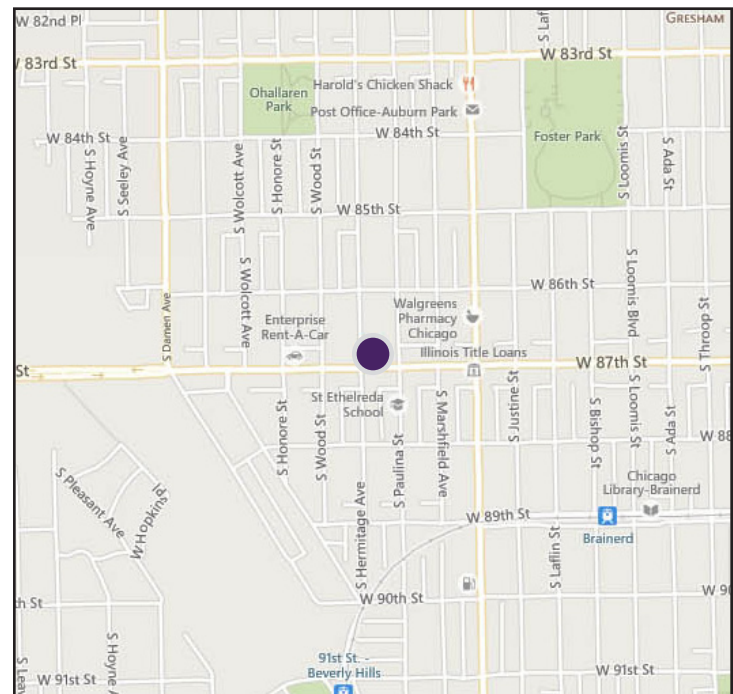 W 82nd Pl
GRESHAM
S Laf
W 83rd St
W 83rd St
Harold's Chicken Shack
Ohallaren
Park
Post Office-Auburn Park
W 84th St
W 84th St
Foster Park
S Hoyne Ave
S Seeley Ave
S Wolcott Ave
S Honore St
S Wood St
S Loomis St
S Ada St
W 85th St
S Wolcott Ave
S Loomis Blvd
W 86th St
S Damen Ave
Enterprise
Rent-A-Car
Walgreens
Pharmacy
Chicago
S Throop St
Illinois Title Loans
St
W 87th St
St Ethelreda
School
S Honore St
S Wood St
S Paulina St
S Marshfield Ave
S Justine St
S Bishop St
S Loomis St
S Ada St
W 88
S Pleasant Ave
W Hopkins Pl
S Hermitage Ave
Chicago
Library-Brainerd
W 89th St
Brainerd
S Laflin St
th St
W 90th St
W 90
S Hoyne A
S Lea
91st St. -
Beverly Hills
W 91st St
W 91st St